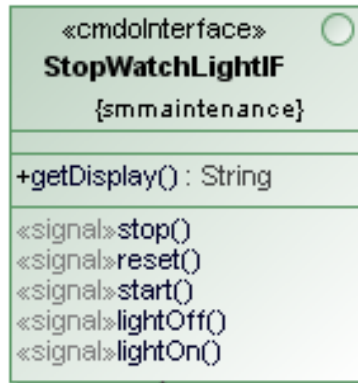 «cmdoInterface»
StopWatchLightIF
{smmaintenance}
+getDisplay() : String
«signal»stop()
«signal»reset()
«signal»start()
«signal»lightOff()
«signal»lightOn()